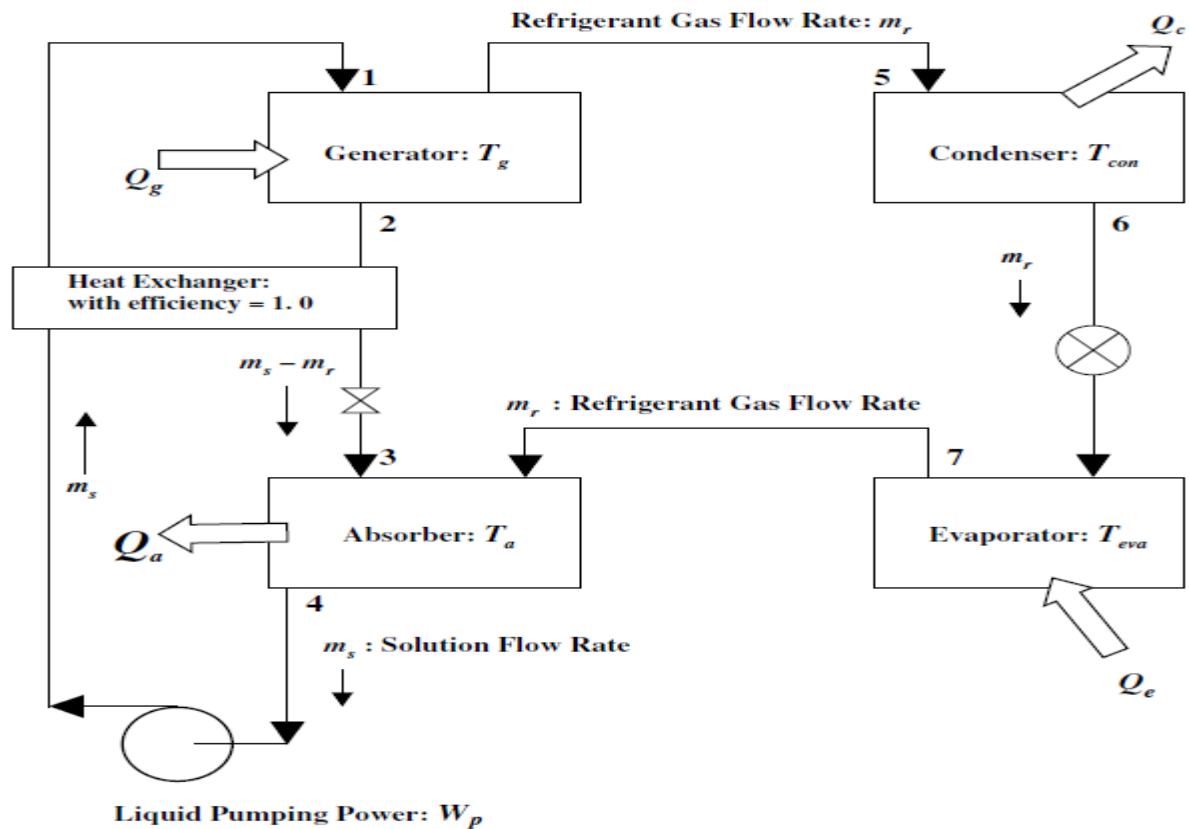 Refrigerant Gas Flow Rate: m_r
Q_c
1
5
Generator: T_g
Condenser: T_con
Q_g
2
6
m_r
Heat Exchanger:
with efficiency = 1. 0
m_s − m_r
m_r : Refrigerant Gas Flow Rate
3
7
m_s
Absorber: T_a
Evaporator: T_eva
Q_a
4
m_s : Solution Flow Rate
Q_e
Liquid Pumping Power: W_p